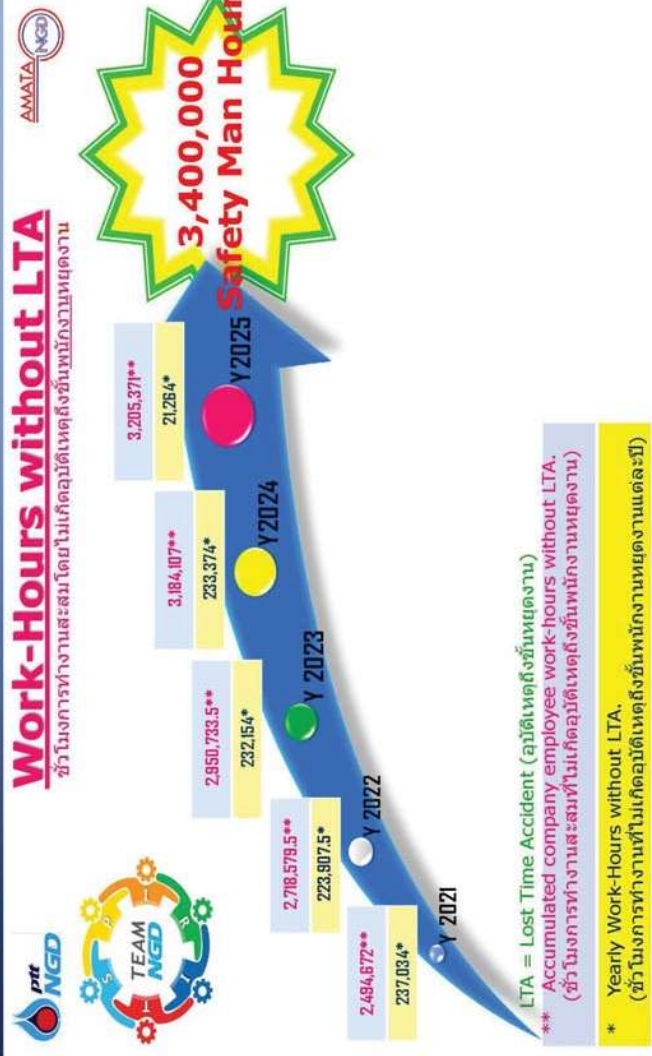 ptt
NGD
Work-Hours without LTA
ชั่วโมงการทำงานสะสมโดยไม่เกิดอุบัติเหตุถึงขั้นพนักงานหยุดงาน
AMATA NGD
S P I R I T
TEAM
NGD
2,494,672**
237,034*
Y 2021
2,718,579.5**
223,907.5*
Y 2022
2,950,733.5**
232,154*
Y 2023
3,184,107**
233,374*
Y2024
3,205,371**
21,264*
Y2025
3,400,000
Safety Man Hour
LTA = Lost Time Accident (อุบัติเหตุถึงขั้นหยุดงาน)
** Accumulated company employee work-hours without LTA.
(ชั่วโมงการทำงานสะสมที่ไม่เกิดอุบัติเหตุถึงขั้นพนักงานหยุดงาน)
* Yearly Work-Hours without LTA.
(ชั่วโมงการทำงานที่ไม่เกิดอุบัติเหตุถึงขั้นพนักงานหยุดงานแต่ละปี)